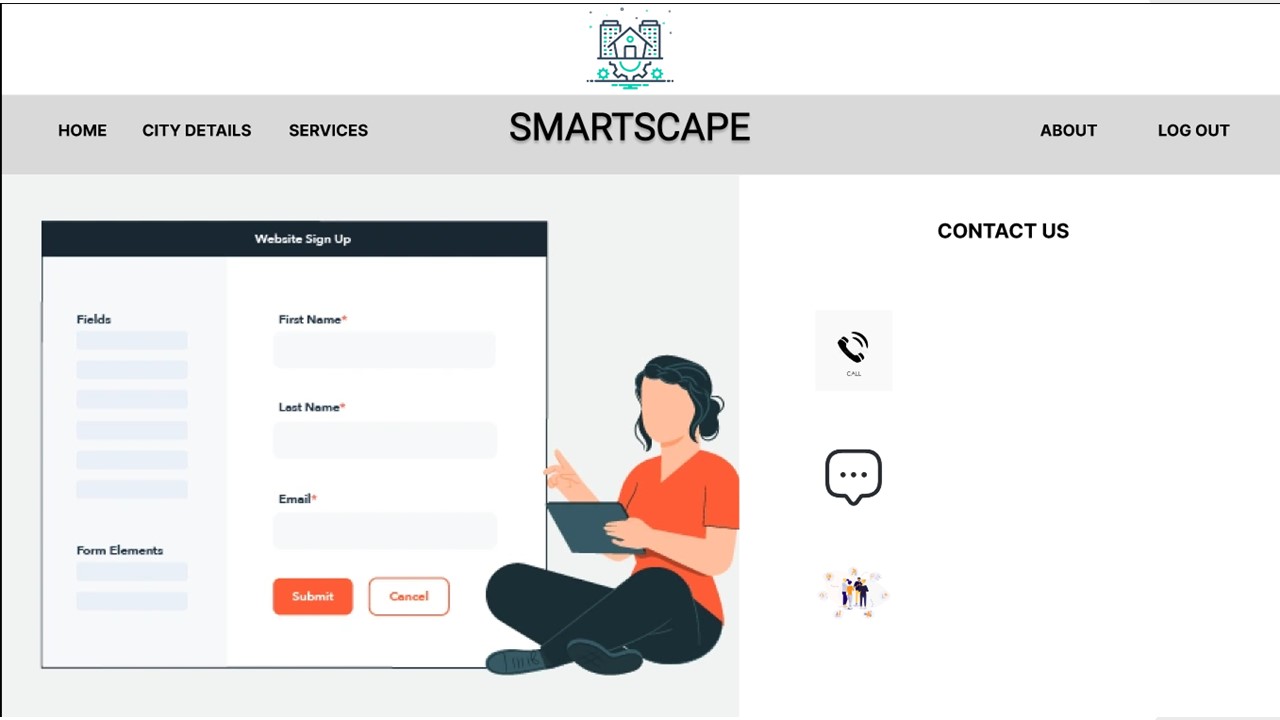 HOME CITY DETAILS SERVICES SMARTSCAPE ABOUT LOG OUT
Website Sign Up
Fields
Form Elements
First Name*
Last Name*
Email*
Submit Cancel
CONTACT US
CALL